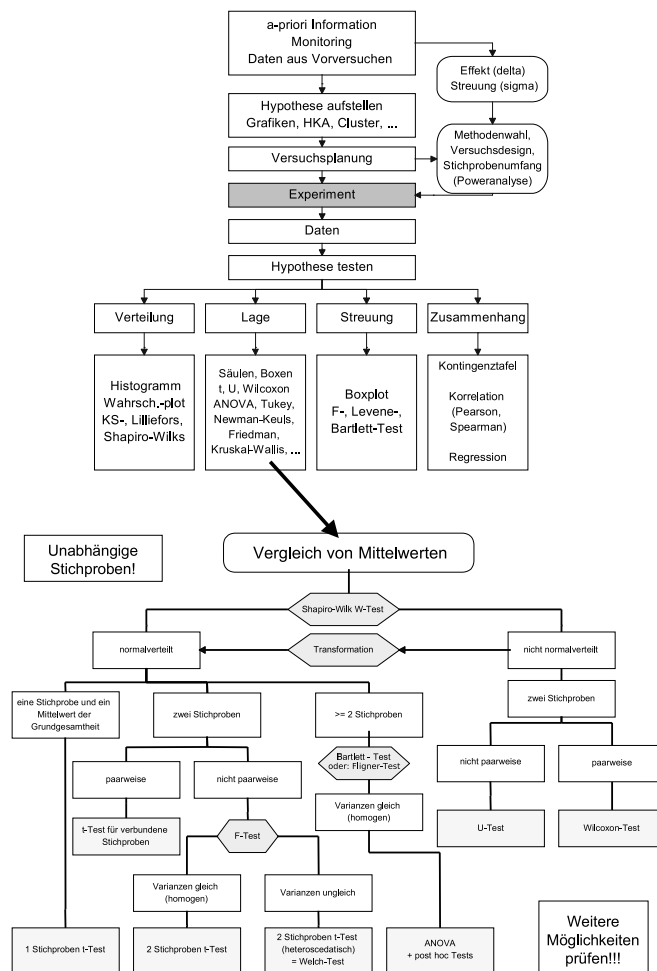 a-priori Information
Monitoring
Daten aus Vorversuchen
Effekt (delta)
Streuung (sigma)
Hypothese aufstellen
Grafiken, HKA, Cluster, ...
Methodenwahl,
Versuchsdesign,
Stichprobenumfang
(Poweranalyse)
Versuchsplanung
Experiment
Daten
Hypothese testen
Verteilung
Lage
Streuung
Zusammenhang
Histogramm
Wahrsch.-plot
KS-, Lilliefors,
Shapiro-Wilks
Säulen, Boxen
t, U, Wilcoxon
ANOVA, Tukey,
Newman-Keuls,
Friedman,
Kruskal-Wallis, ...
Boxplot
F-, Levene-,
Bartlett-Test
Kontingenztafel
Korrelation
(Pearson,
Spearman)
Regression
Unabhängige
Stichproben!
Vergleich von Mittelwerten
Shapiro-Wilk W-Test
normalverteilt
Transformation
nicht normalverteilt
eine Stichprobe und ein
Mittelwert der
Grundgesamtheit
zwei Stichproben
>= 2 Stichproben
zwei Stichproben
paarweise
nicht paarweise
Bartlett - Test
oder: Fligner-Test
nicht paarweise
paarweise
t-Test für verbundene
Stichproben
F-Test
Varianzen gleich
(homogen)
U-Test
Wilcoxon-Test
Varianzen gleich
(homogen)
Varianzen ungleich
1 Stichproben t-Test
2 Stichproben t-Test
2 Stichproben t-Test
(heteroscedatisch)
= Welch-Test
ANOVA
+ post hoc Tests
Weitere
Möglichkeiten
prüfen!!!